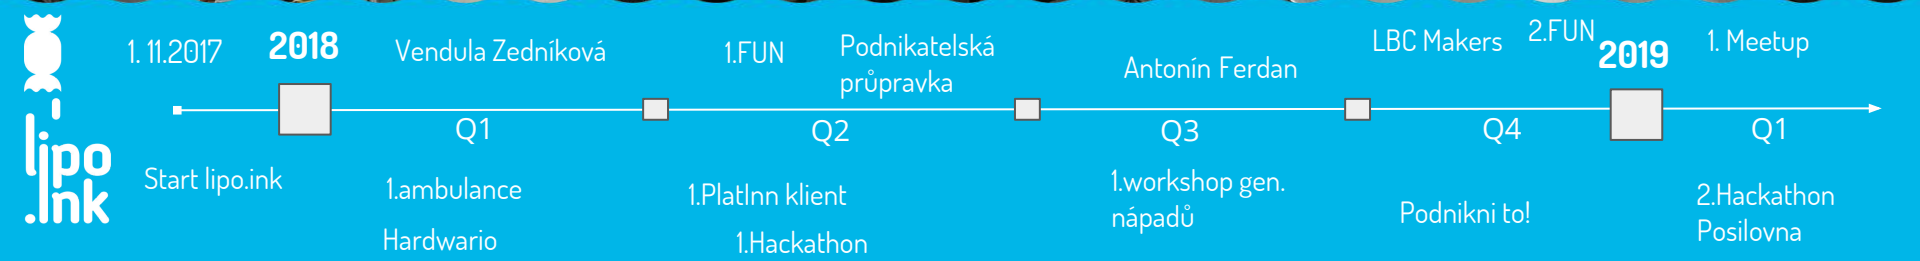 lipo
.ink
1. 11.2017
Start lipo.ink
2018
Vendula Zedníková
Q1
1.ambulance
Hardwario
1.FUN
Podnikatelská
průpravka
Q2
1.PlatInn klient
1.Hackathon
Antonín Ferdan
Q3
1.workshop gen.
nápadů
LBC Makers
2.FUN
Q4
Podnikni to!
2019
1. Meetup
Q1
2.Hackathon
Posilovna